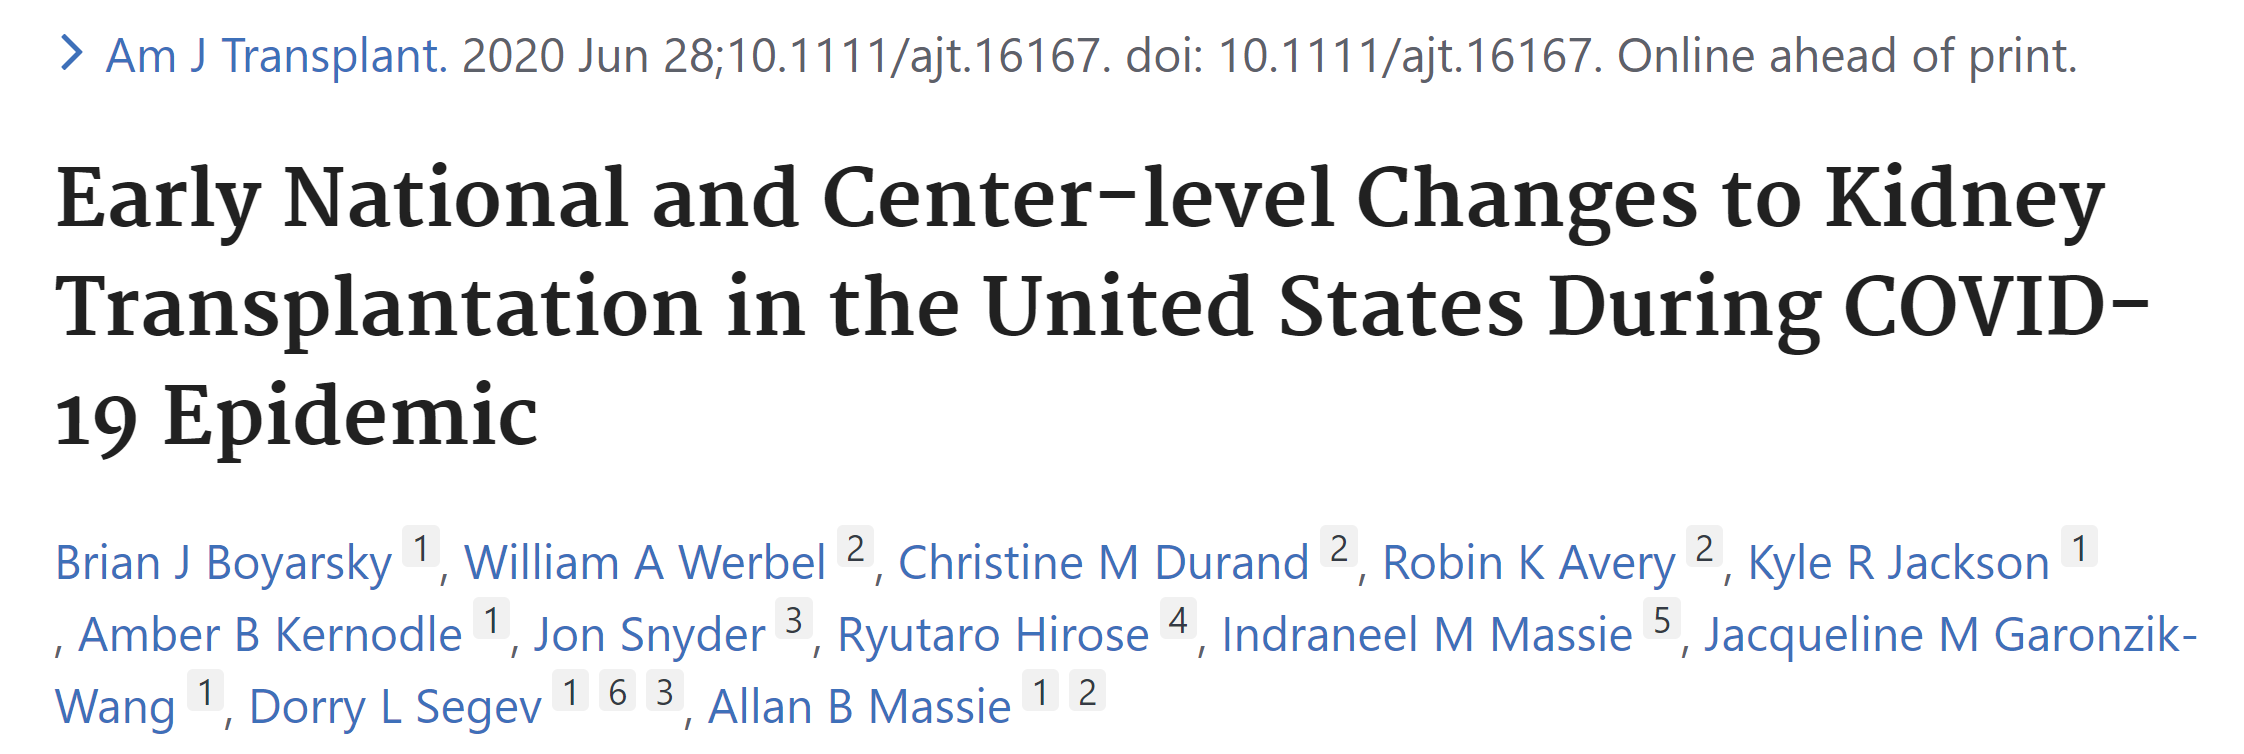 > Am J Transplant. 2020 Jun 28;10.1111/ajt.16167. doi: 10.1111/ajt.16167. Online ahead of print.
Early National and Center-level Changes to Kidney
Transplantation in the United States During COVID-
19 Epidemic
Brian J Boyarsky 1, William A Werbel 2, Christine M Durand 2, Robin K Avery 2, Kyle R Jackson 1
, Amber B Kernodle 1, Jon Snyder 3, Ryutaro Hirose 4, Indraneel M Massie 5, Jacqueline M Garonzik-
Wang 1, Dorry L Segev 1 6 3, Allan B Massie 1 2